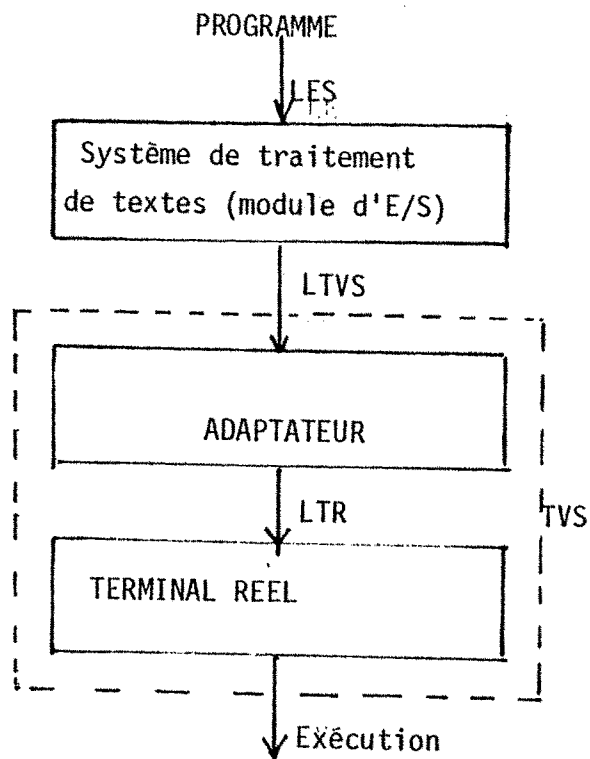 PROGRAMME
LES
Système de traitement
de textes (module d'E/S)
LTVS
ADAPTATEUR
LTR
TVS
TERMINAL REEL
Exécution